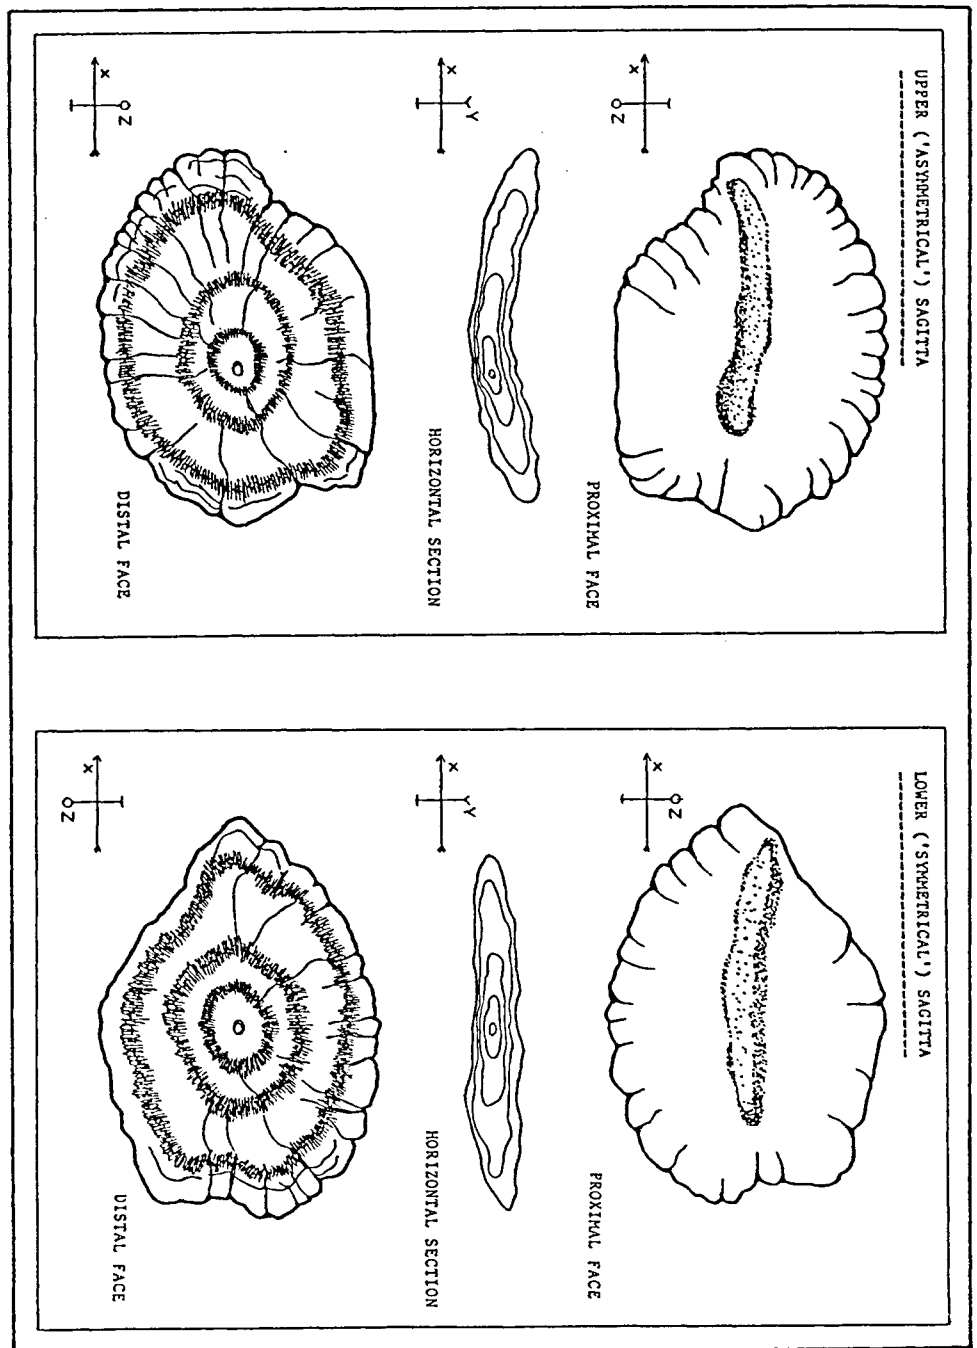 UPPER ('ASYMMETRICAL') SAGITTA
X
Z
PROXIMAL FACE
X
Y
HORIZONTAL SECTION
X
Z
DISTAL FACE
LOWER ('SYMMETRICAL') SAGITTA
X
Z
PROXIMAL FACE
X
Y
HORIZONTAL SECTION
X
Z
DISTAL FACE